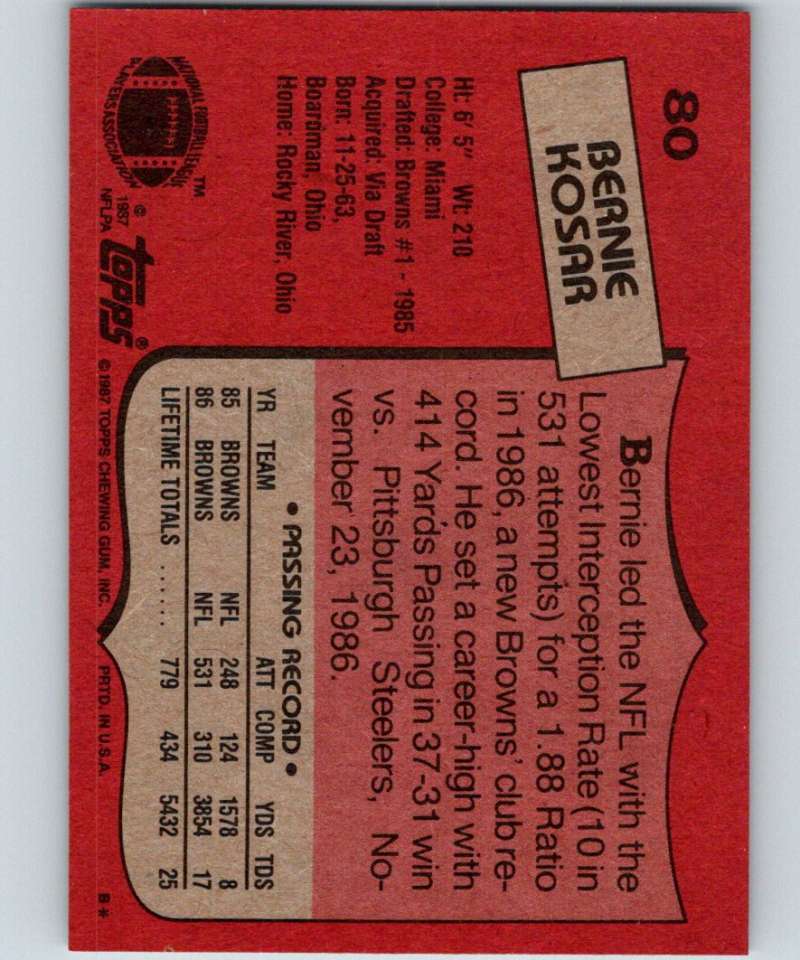 80
BERNIE
KOSAR
Ht: 6' 5" Wt: 210
College: Miami
Drafted: Browns #1 - 1985
Acquired: Via Draft
Born: 11-25-63,
Boardman, Ohio
Home: Rocky River, Ohio
NATIONAL FOOTBALL LEAGUE
PLAYERS ASSOCIATION
TM
© 1987
NFLPA
topps®
Bernie led the NFL with the
Lowest Interception Rate (10 in
531 attempts) for a 1.88 Ratio
in 1986, a new Browns' club re-
cord. He set a career-high with
414 Yards Passing in 37-31 win
vs. Pittsburgh Steelers, No-
vember 23, 1986.
• PASSING RECORD •
YR TEAM ATT COMP YDS TDS
85 BROWNS NFL 248 124 1578 8
86 BROWNS NFL 531 310 3854 17
LIFETIME TOTALS ...... 779 434 5432 25
© 1987 TOPPS CHEWING GUM, INC. PRTD. IN U.S.A. B*